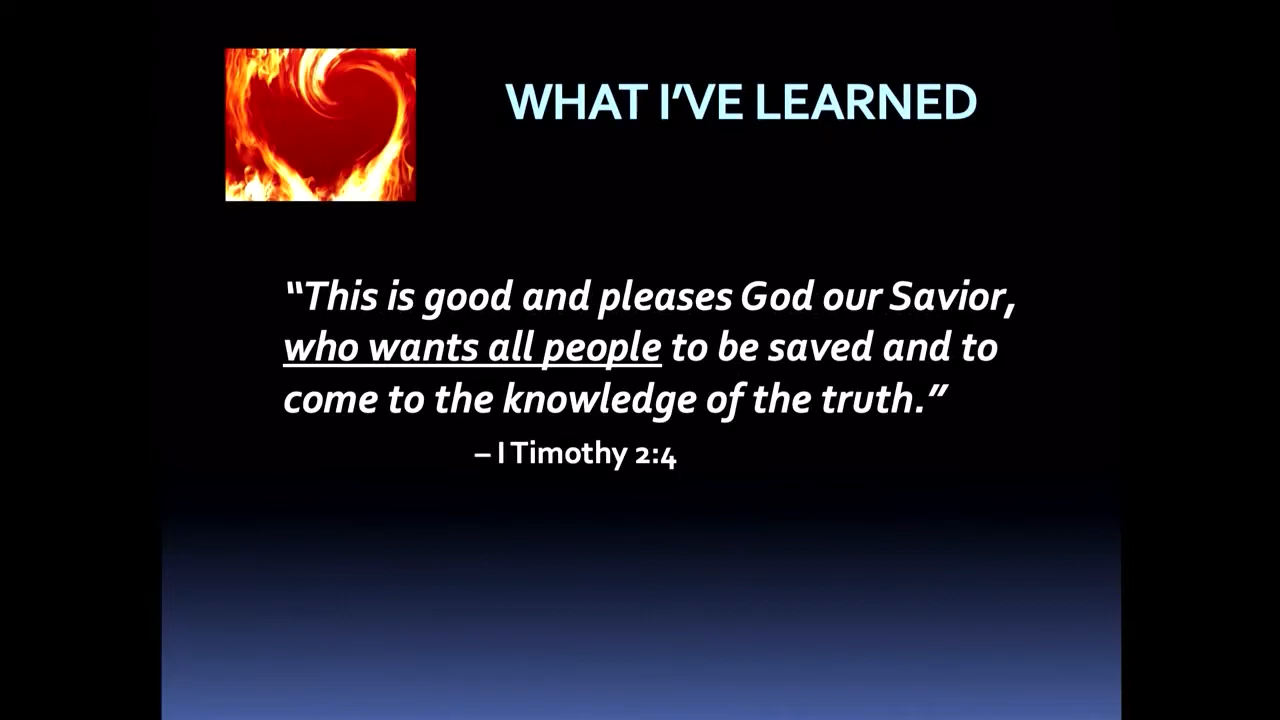 WHAT I’VE LEARNED
“This is good and pleases God our Savior,
who wants all people to be saved and to
come to the knowledge of the truth.”
– I Timothy 2:4